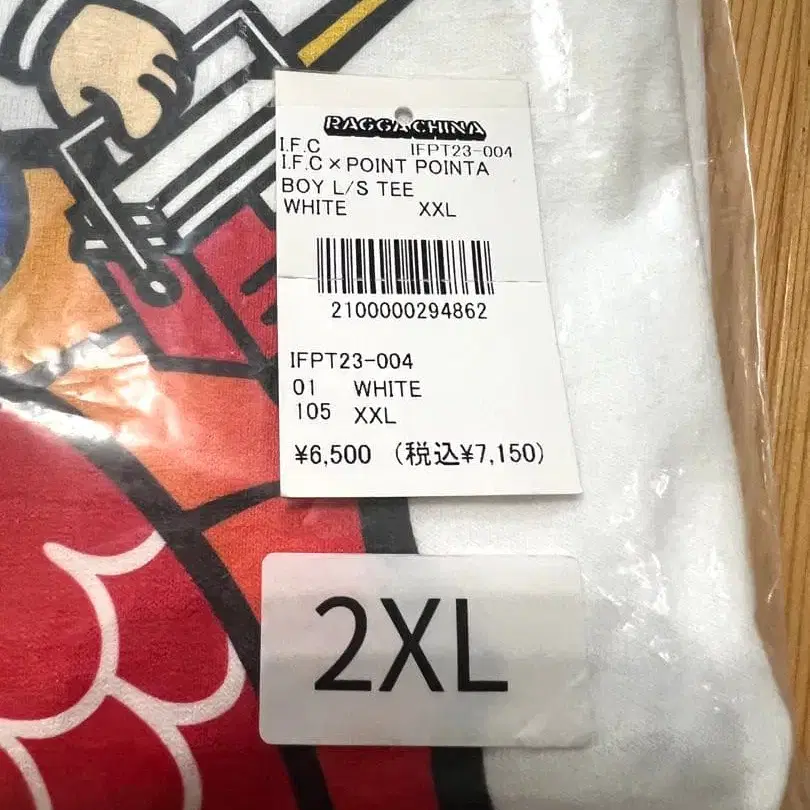 RAGGACHINA
I.F.C IFPT23-004
I.F.C×POINT POINTA
BOY L/S TEE
WHITE XXL
2100000294862
IFPT23-004
01 WHITE
105 XXL
¥6,500 (税込¥7,150)
2XL